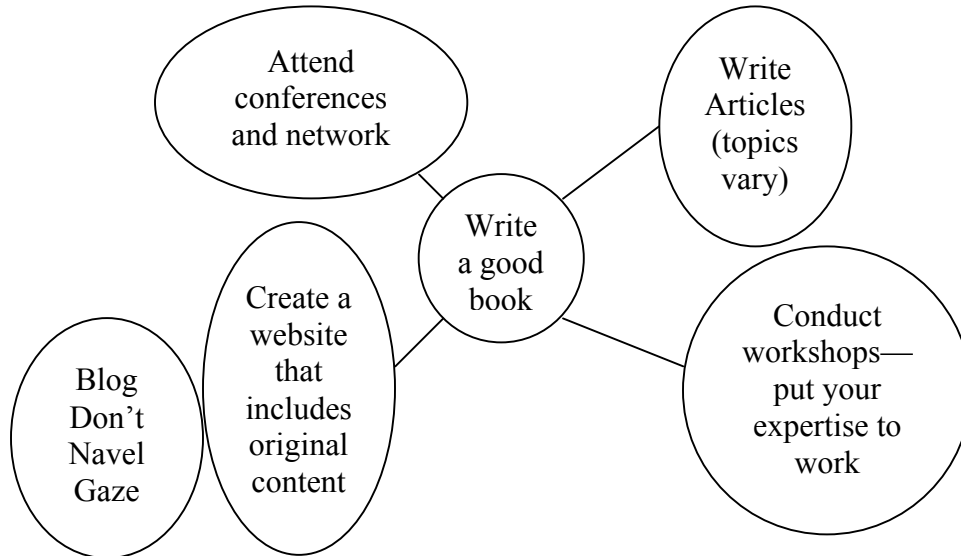 Attend
conferences
and network
Write
Articles
(topics
vary)
Write
a good
book
Create a
website
that
includes
original
content
Conduct
workshops—
put your
expertise to
work
Blog
Don’t
Navel
Gaze